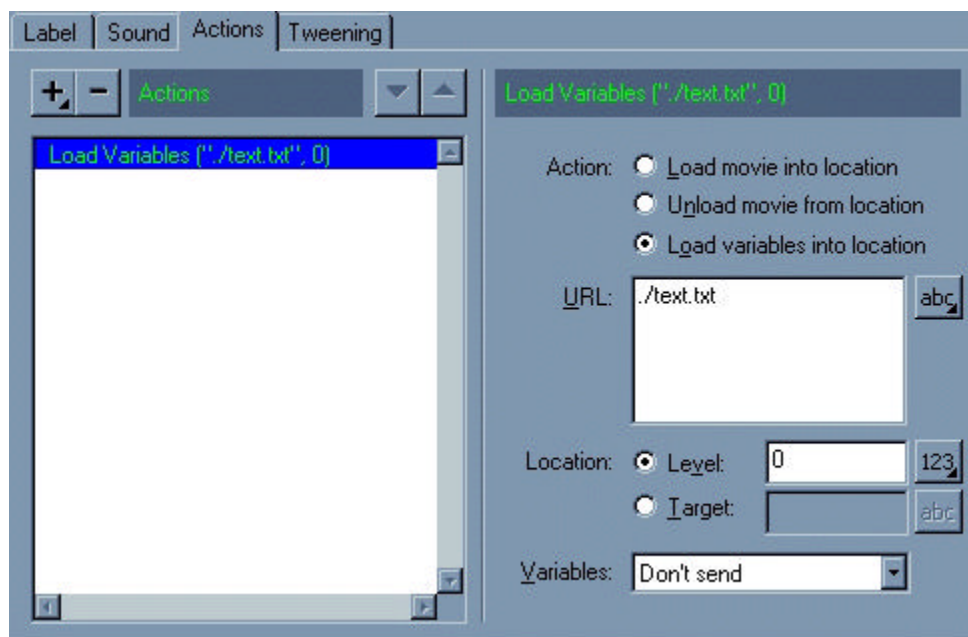 Label Sound Actions Tweening
+ - Actions
Load Variables ("./text.txt", 0)
Load Variables ("./text.txt", 0)
Action: Load movie into location
Unload movie from location
Load variables into location
URL: ./text.txt abc
Location: Level: 0 123
Target: abc
Variables: Don't send